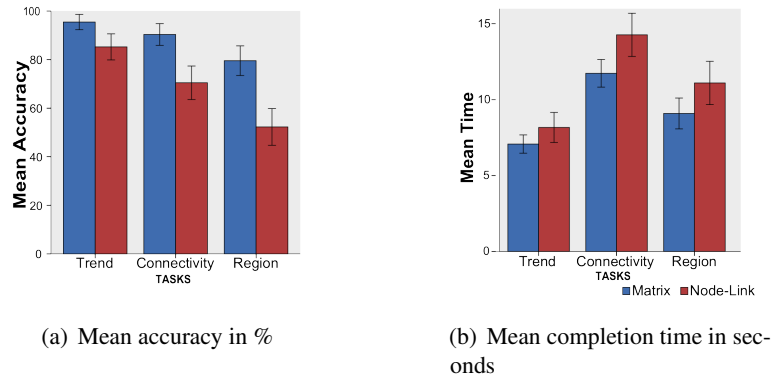 100
80
60
40
20
0
Mean Accuracy
Trend Connectivity Region
TASKS
(a) Mean accuracy in %
15
10
5
0
Mean Time
Trend Connectivity Region
TASKS
Matrix Node-Link
(b) Mean completion time in sec-
onds